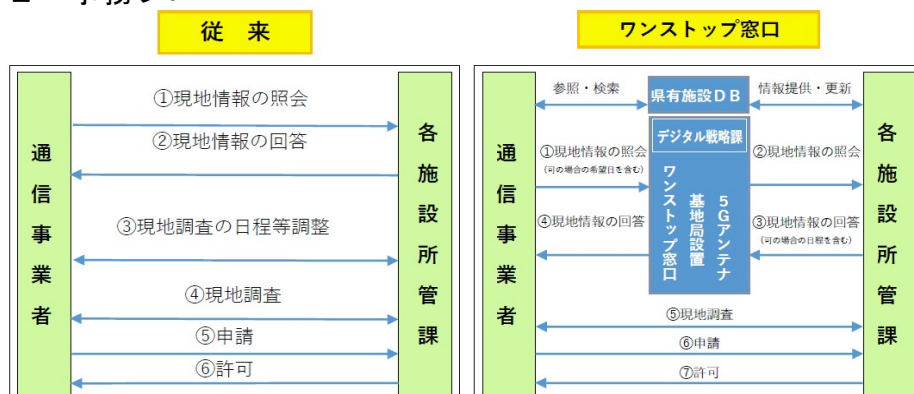 従 来
通信事業者
①現地情報の照会
②現地情報の回答
③現地調査の日程等調整
④現地調査
⑤申請
⑥許可
各施設所管課
ワンストップ窓口
通信事業者
参照・検索
県有施設DB
情報提供・更新
デジタル戦略課
5Gアンテナ
基地局設置
ワンストップ窓口
①現地情報の照会
(可の場合の希望日を含む)
②現地情報の照会
③現地情報の回答
(可の場合の日程を含む)
④現地情報の回答
⑤現地調査
⑥申請
⑦許可
各施設所管課